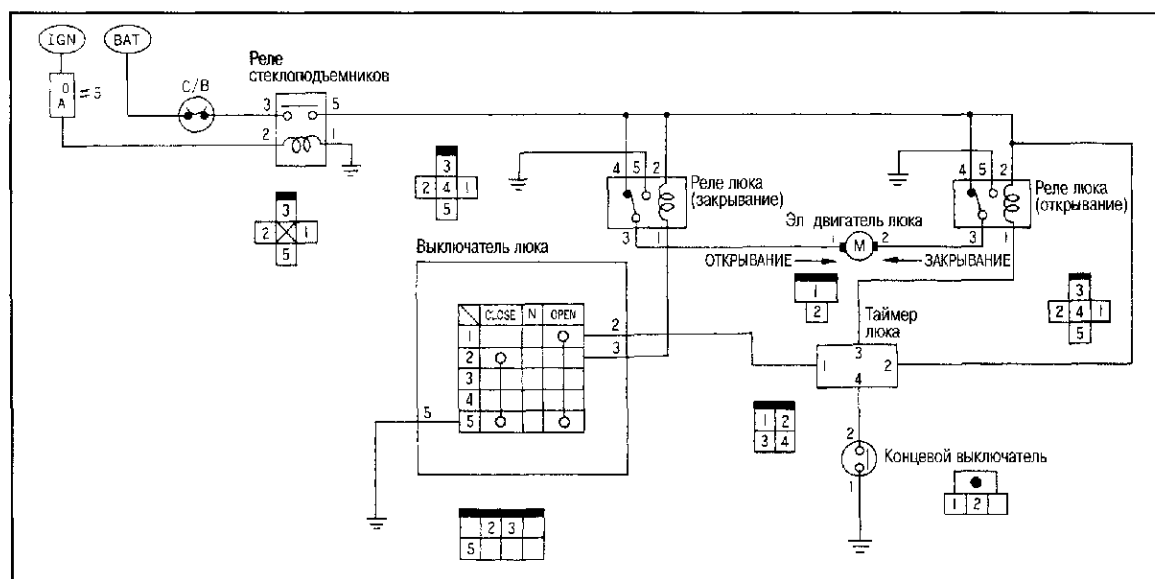 IGN BAT
Реле
стеклоподъемников
C/B
0
A
#5
3 5
2 1
4 5 2
4 5 2
3
2 4 1
5
Реле люка
(закрывание)
Реле люка
(открывание)
Эл двигатель люка
3 1
1 M 2
3 1
3
2 1
5
Выключатель люка
ОТКРЫВАНИЕ
ЗАКРЫВАНИЕ
1
2
3
2 4 1
5
Таймер
люка
CLOSE N OPEN
1
2
3
4
5
2
3
5
3
1 2
4
1 2
3 4
2
1
Концевой выключатель
1 2
2 3
5